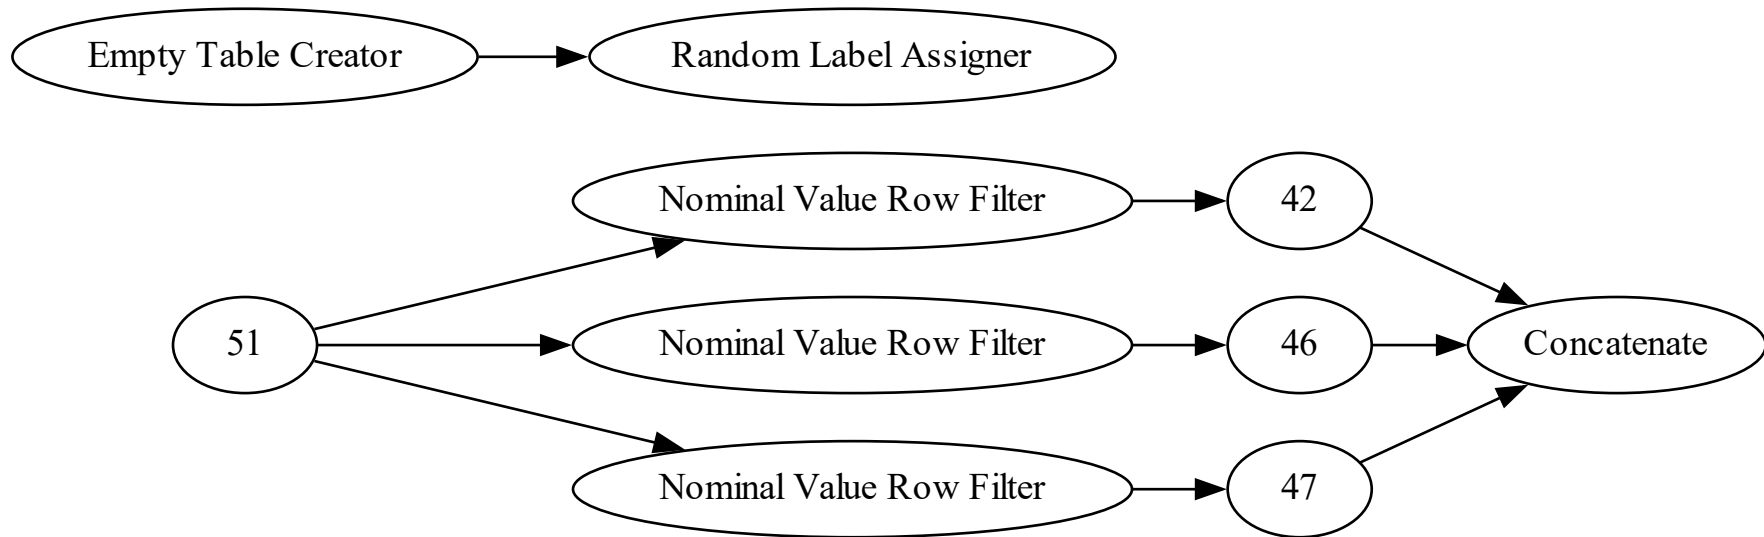 Empty Table Creator
Random Label Assigner
Nominal Value Row Filter
42
51
Nominal Value Row Filter
46
Concatenate
Nominal Value Row Filter
47